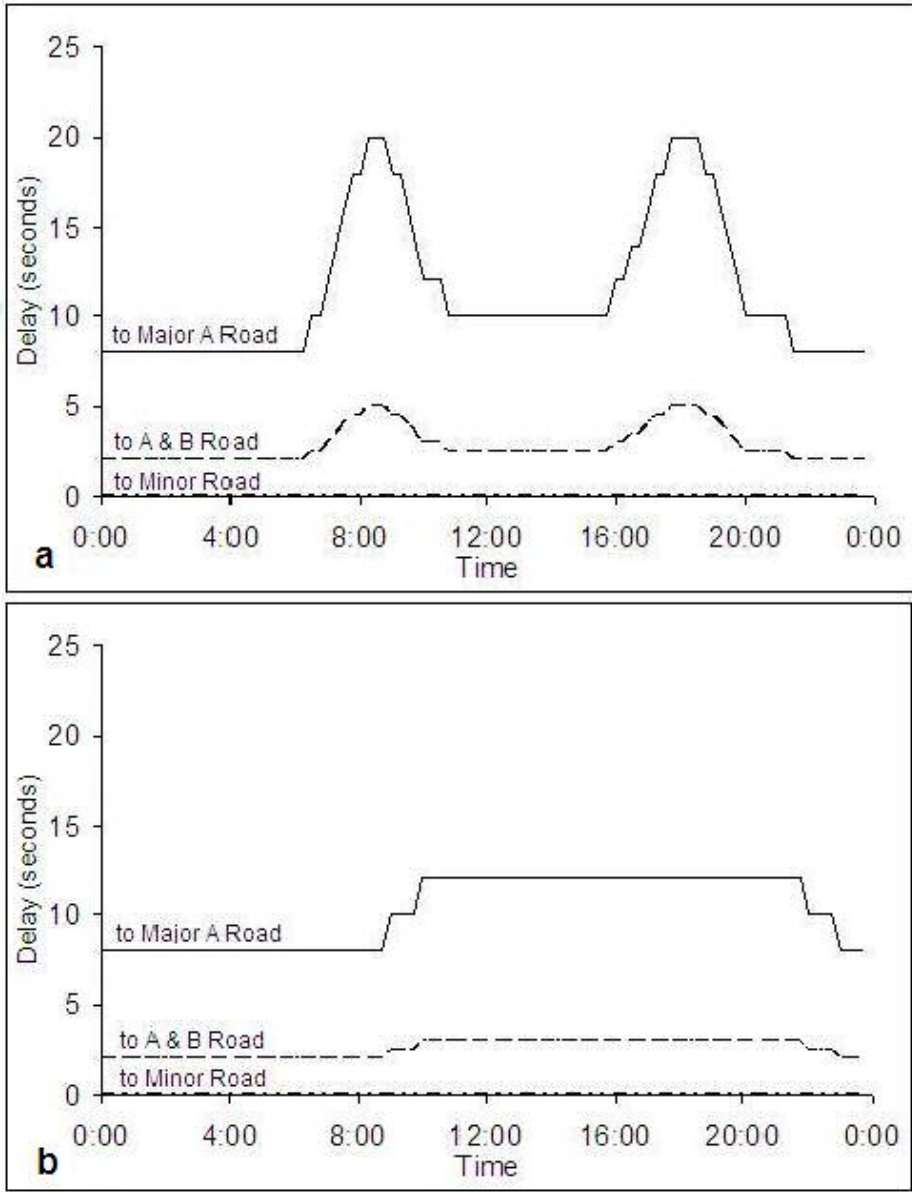 25
20
15
10
5
0
Delay (seconds)
to Major A Road
to A & B Road
to Minor Road
0:00 4:00 8:00 12:00 16:00 20:00 0:00
Time
a
25
20
15
10
5
0
Delay (seconds)
to Major A Road
to A & B Road
to Minor Road
0:00 4:00 8:00 12:00 16:00 20:00 0:00
Time
b